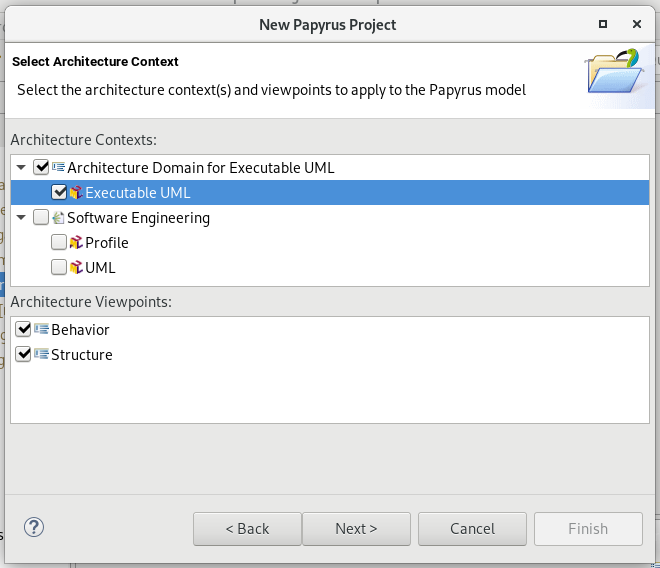 New Papyrus Project
Select Architecture Context
Select the architecture context(s) and viewpoints to apply to the Papyrus model
Architecture Contexts:
Architecture Domain for Executable UML
Executable UML
Software Engineering
Profile
UML
Architecture Viewpoints:
Behavior
Structure
? < Back Next > Cancel Finish